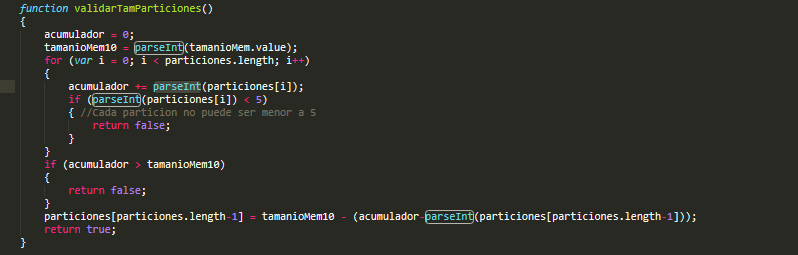 function validarTamParticiones()
{
acumulador = 0;
tamanioMem10 = parseInt(tamanioMem.value);
for (var i = 0; i < particiones.length; i++)
{
acumulador += parseInt(particiones[i]);
if (parseInt(particiones[i]) < 5)
{ //Cada particion no puede ser menor a 5
return false;
}
}
if (acumulador > tamanioMem10)
{
return false;
}
particiones[particiones.length-1] = tamanioMem10 - (acumulador-parseInt(particiones[particiones.length-1]));
return true;
}